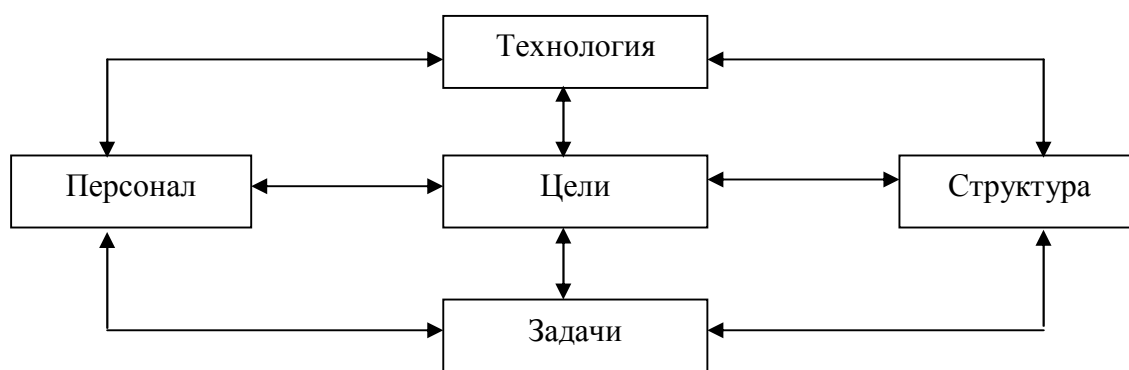 Технология
Персонал
Цели
Структура
Задачи